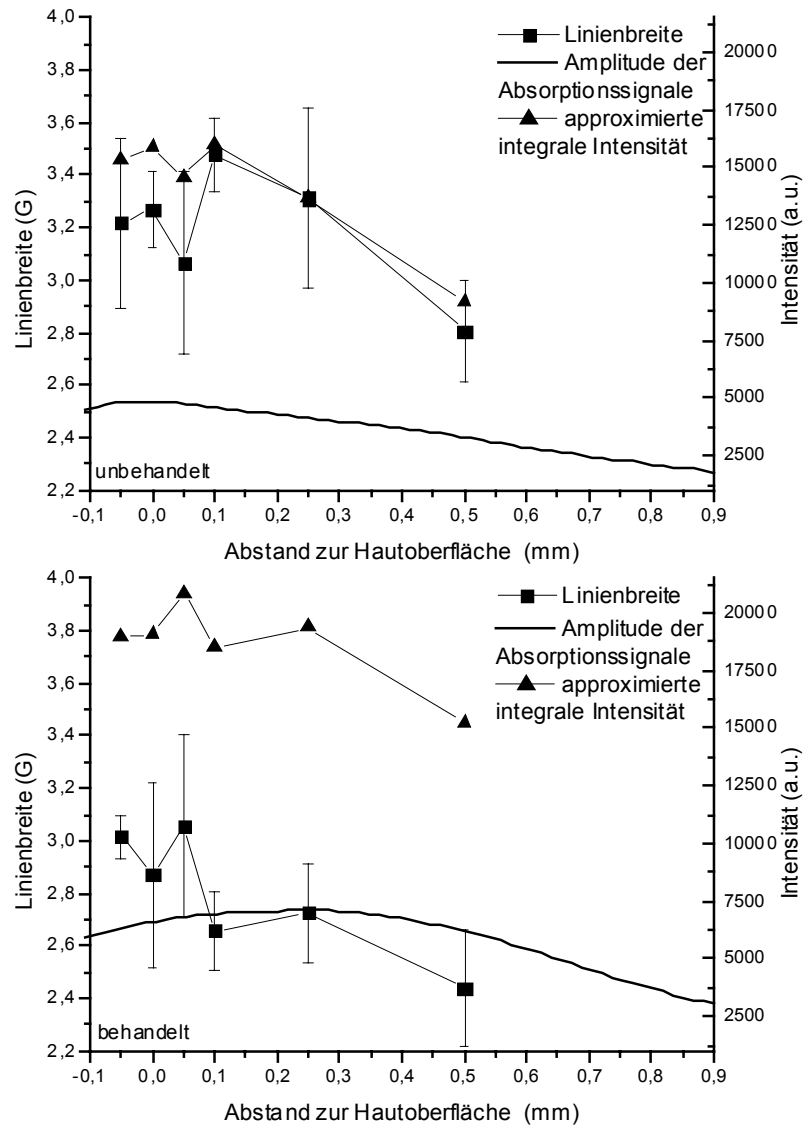 4,0
3,8
3,6
3,4
3,2
3,0
2,8
2,6
2,4
2,2
Linienbreite (G)
Linienbreite
Amplitude der
Absorptionssignale
approximierte
integrale Intensität
20000
17500
15000
12500
10000
7500
5000
2500
Intensität (a.u.)
unbehandelt
-0,1 0,0 0,1 0,2 0,3 0,4 0,5 0,6 0,7 0,8 0,9
Abstand zur Hautoberfläche (mm)
4,0
3,8
3,6
3,4
3,2
3,0
2,8
2,6
2,4
2,2
Linienbreite (G)
Linienbreite
Amplitude der
Absorptionssignale
approximierte
integrale Intensität
20000
17500
15000
12500
10000
7500
5000
2500
Intensität (a.u.)
behandelt
-0,1 0,0 0,1 0,2 0,3 0,4 0,5 0,6 0,7 0,8 0,9
Abstand zur Hautoberfläche (mm)